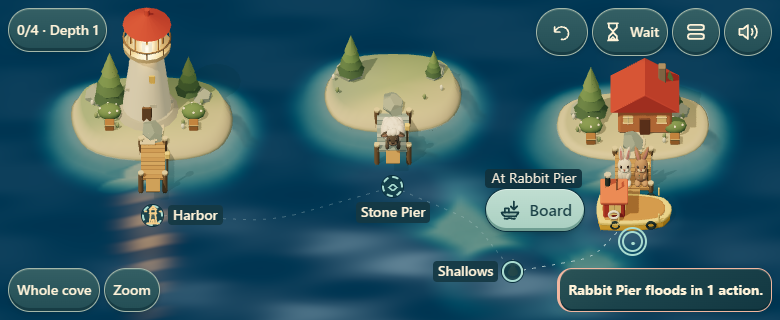 0/4 · Depth 1
Wait
At Rabbit Pier
Board
Harbor
Stone Pier
Shallows
Whole cove
Zoom
Rabbit Pier floods in 1 action.